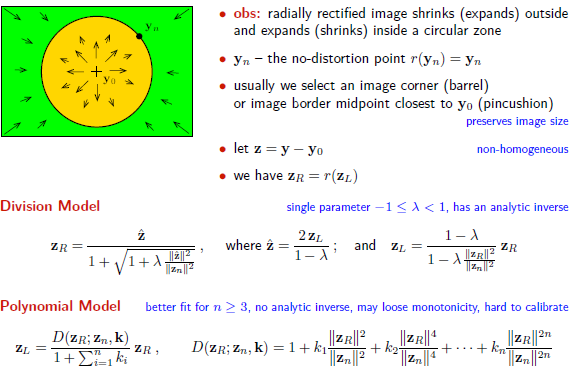 y_n
y_0
• obs: radially rectified image shrinks (expands) outside
and expands (shrinks) inside a circular zone
• y_n – the no-distortion point r(y_n) = y_n
• usually we select an image corner (barrel)
or image border midpoint closest to y_0 (pincushion)
preserves image size
• let z = y − y_0 non-homogeneous
• we have z_R = r(z_L)
Division Model single parameter −1 ≤ λ < 1, has an analytic inverse
z_R = ẑ / (1 + √(1 + λ ‖ẑ‖² / ‖z_n‖²)) , where ẑ = 2 z_L / (1 − λ) ; and z_L = (1 − λ) / (1 − λ ‖z_R‖² / ‖z_n‖²) z_R
Polynomial Model better fit for n ≥ 3, no analytic inverse, may loose monotonicity, hard to calibrate
z_L = D(z_R; z_n, k) / (1 + ∑_{i=1}^{n} k_i) z_R , D(z_R; z_n, k) = 1 + k_1 ‖z_R‖² / ‖z_n‖² + k_2 ‖z_R‖⁴ / ‖z_n‖⁴ + ⋯ + k_n ‖z_R‖²ⁿ / ‖z_n‖²ⁿ